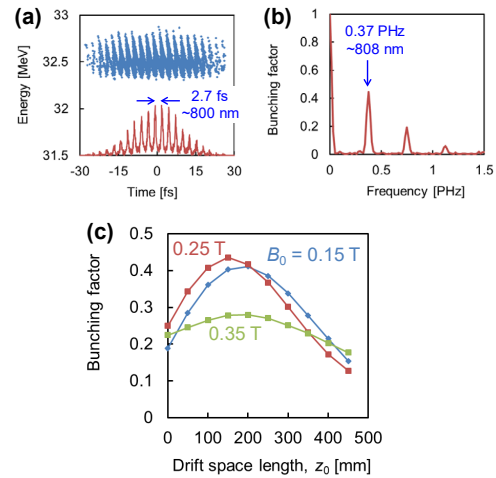 (a)
33
32.5
32
31.5
Energy [MeV]
2.7 fs
~800 nm
-30
-15
0
15
30
Time [fs]
(b)
1
0.8
0.6
0.4
0.2
0
Bunching factor
0.37 PHz
~808 nm
0
0.5
1
1.5
Frequency [PHz]
(c)
0.5
0.4
0.3
0.2
0.1
0
Bunching factor
0.25 T
B₀ = 0.15 T
0.35 T
0
100
200
300
400
500
Drift space length, z₀ [mm]